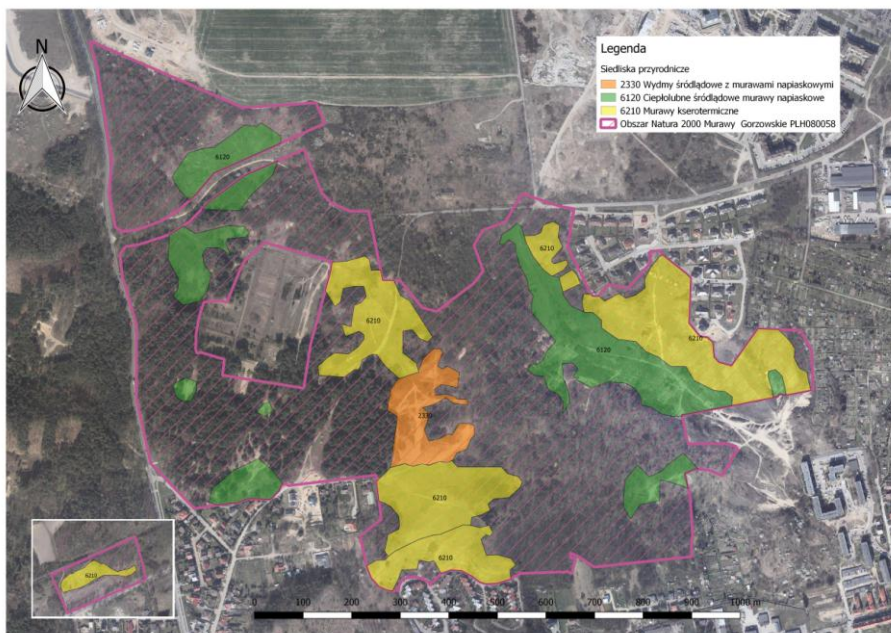 N
Legenda
Siedliska przyrodnicze
2330 Wydmy śródlądowe z murawami napiaskowymi
6120 Ciepłolubne śródlądowe murawy napiaskowe
6210 Murawy kserotermiczne
Obszar Natura 2000 Murawy Gorzowskie PLH080058
6120
6210
6210
6210
6120
2330
6210
6210
6210
0 100 200 300 400 500 600 700 800 900 1000 m